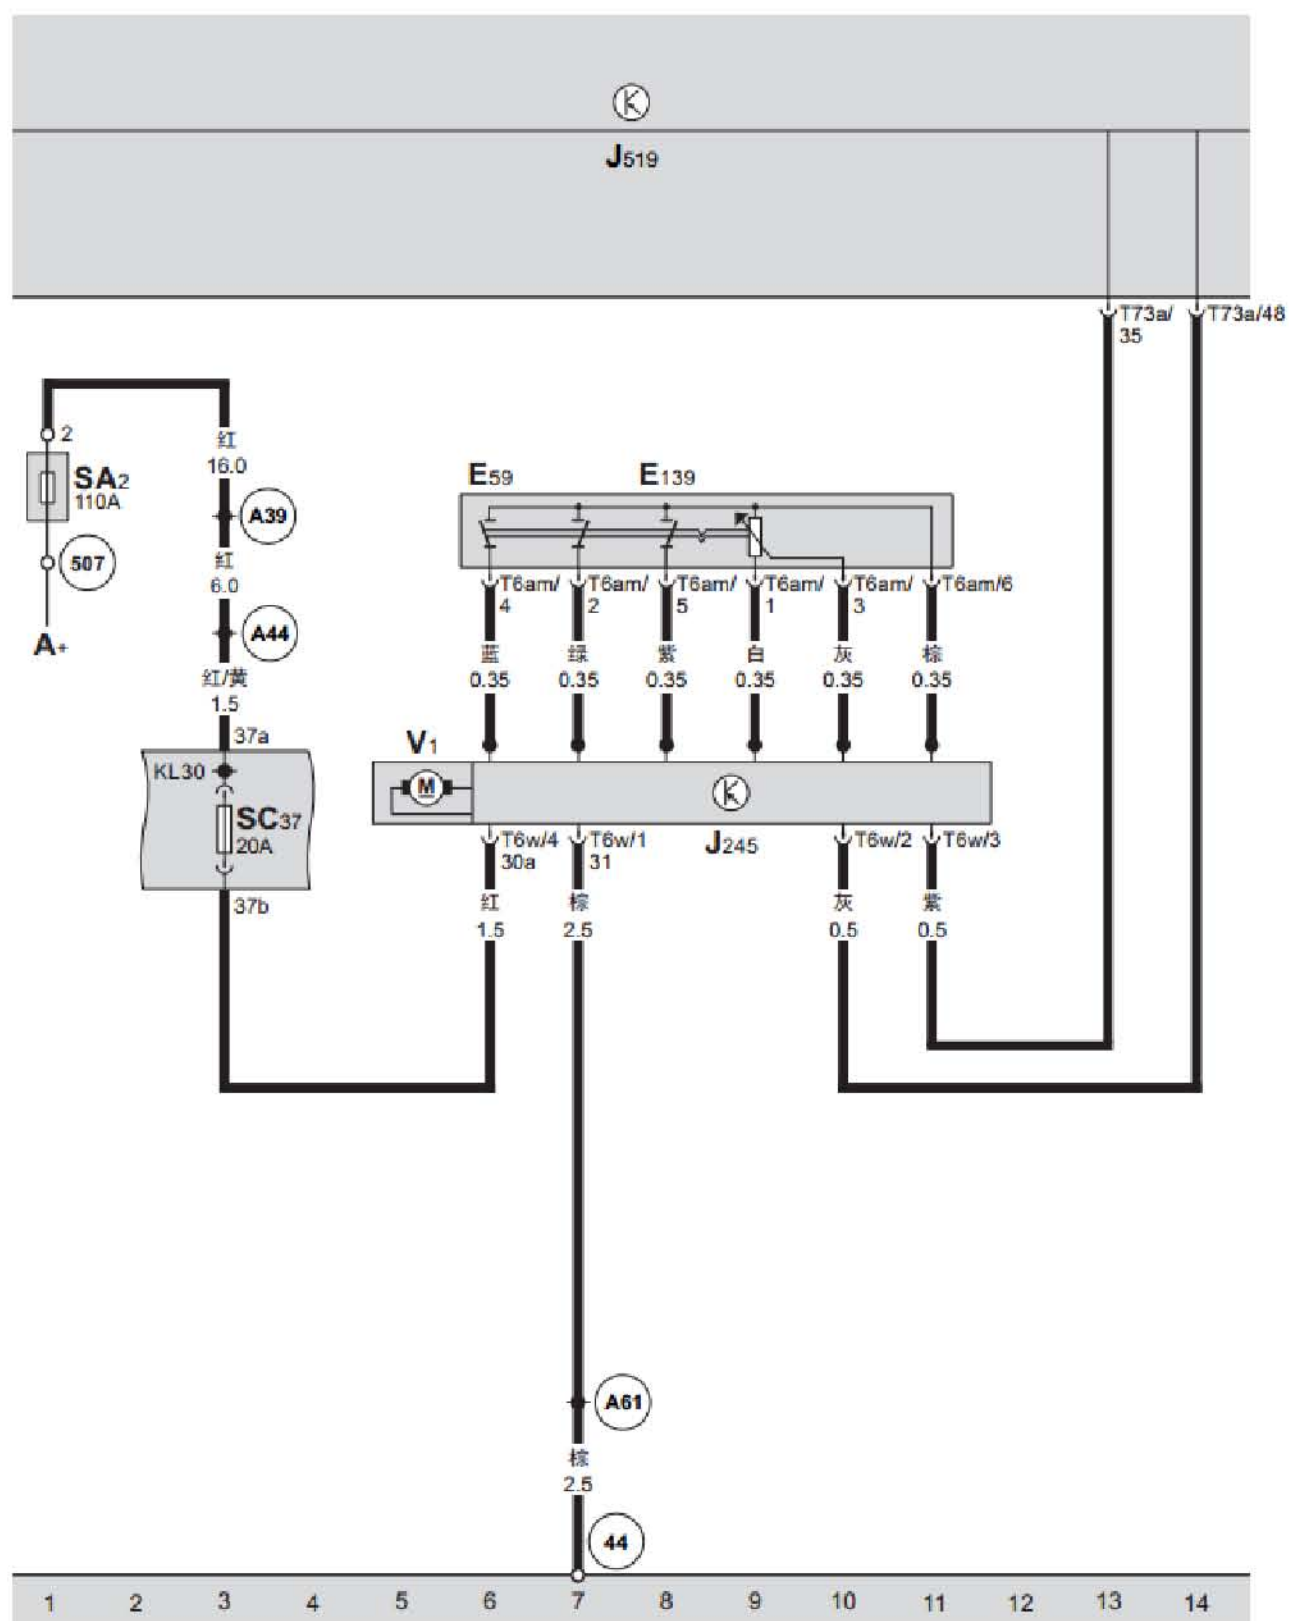 J519
T73a/
35
T73a/48
2
SA2
110A
507
A+
红
16.0
A39
红
6.0
A44
红/黄
1.5
37a
KL30
SC37
20A
37b
E59
E139
T6am/
4
T6am/
2
T6am/
5
T6am/
1
T6am/
3
T6am/6
蓝
0.35
绿
0.35
紫
0.35
白
0.35
灰
0.35
棕
0.35
V1
M
J245
T6w/4
30a
T6w/1
31
T6w/2
T6w/3
红
1.5
棕
2.5
灰
0.5
紫
0.5
A61
棕
2.5
44
1 2 3 4 5 6 7 8 9 10 11 12 13 14